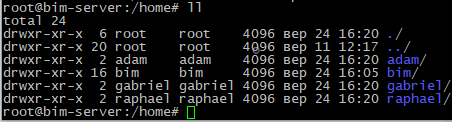 root@bim-server:/home# ll
total 24
drwxr-xr-x  6 root    root    4096 вер 24 16:20 ./
drwxr-xr-x 20 root    root    4096 вер 11 12:17 ../
drwxr-xr-x  2 adam    adam    4096 вер 24 16:20 adam/
drwxr-xr-x 16 bim     bim     4096 вер 24 16:05 bim/
drwxr-xr-x  2 gabriel gabriel 4096 вер 24 16:20 gabriel/
drwxr-xr-x  2 raphael raphael 4096 вер 24 16:20 raphael/
root@bim-server:/home#